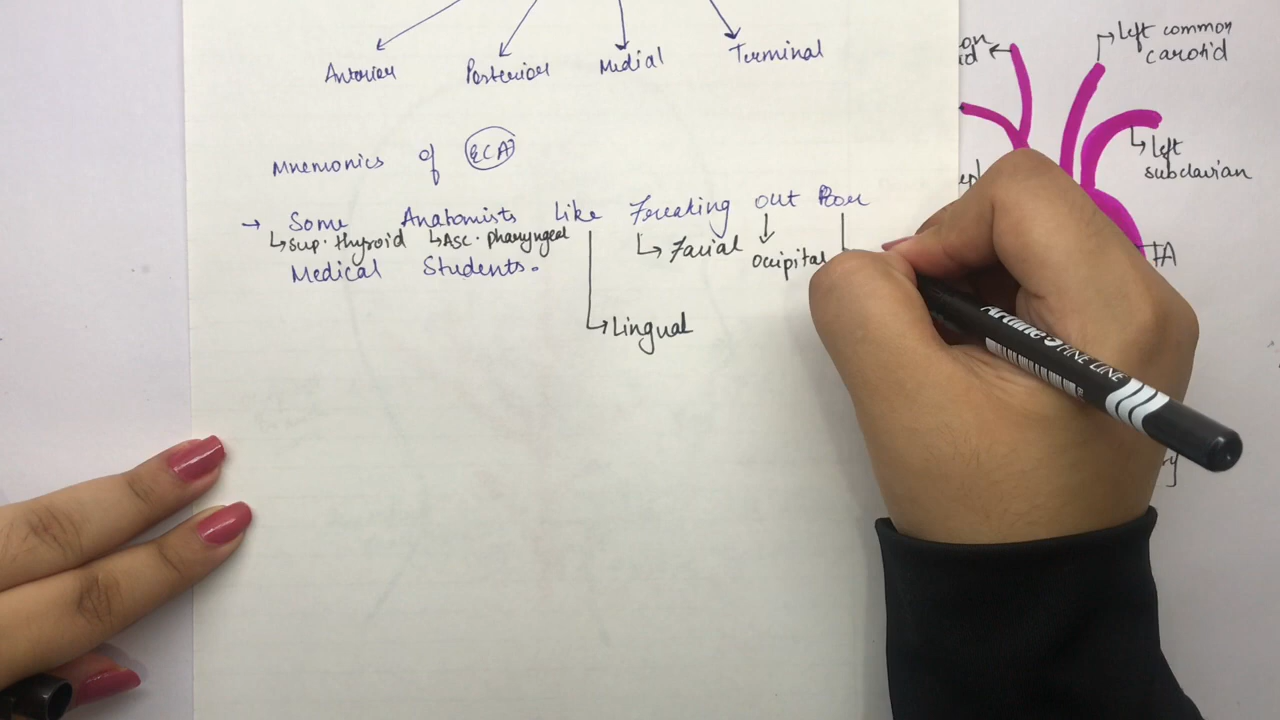 Anterior Posterior Medial Terminal
Mnemonics of ECA
→ Some Anatomists Like Freaking out Poor
↳ Sup. thyroid ↳ Asc. pharyngeal ↳ Facial Occipital
Medical Students.
↳ Lingual
Left common
carotid
left
subclavian
Artline FINE LINE